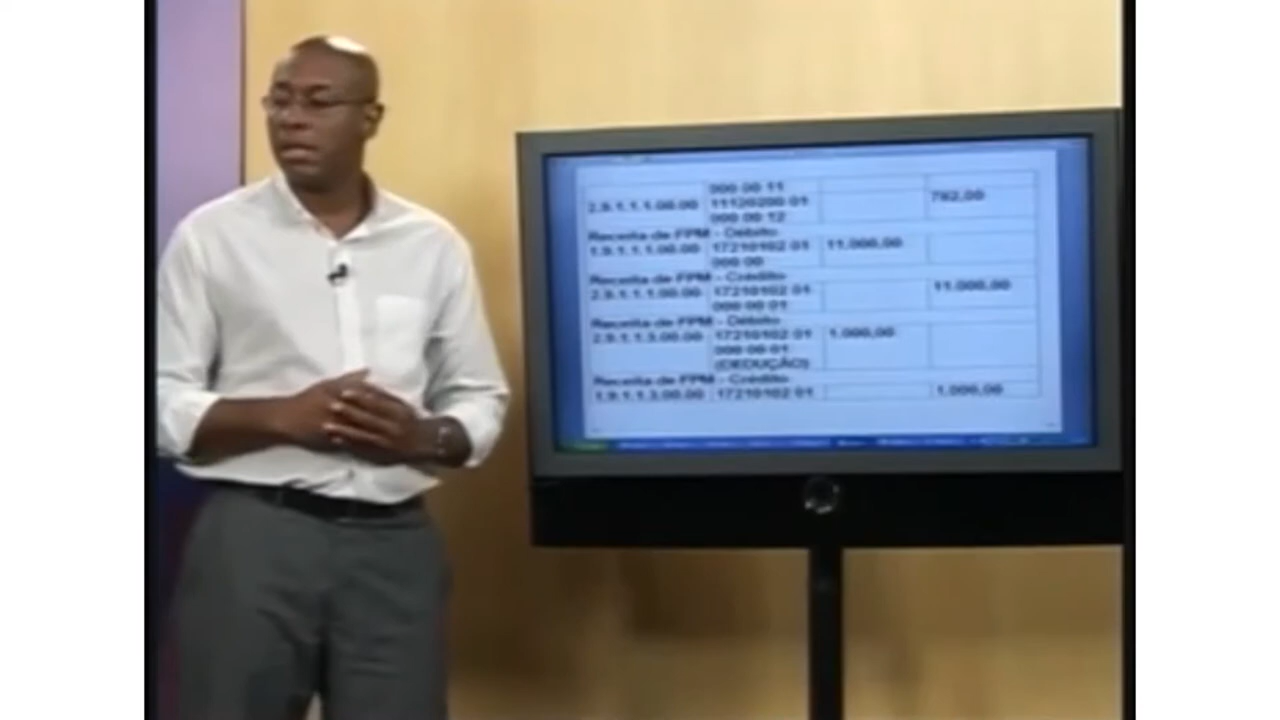 000 00 11
2.9.1.1.1.00.00 11120200 01 782,00
000 00 12
Receita de FPM - Débito
1.9.1.1.1.00.00 17210102 01 11.000,00
000 00
Receita de FPM - Crédito
2.9.1.1.1.00.00 17210102 01 11.000,00
000 00 01
Receita de FPM - Débito
2.9.1.1.3.00.00 17210102 01 1.000,00
000 00 01
(DEDUÇÃO)
Receita de FPM - Crédito
1.9.1.1.3.00.00 17210102 01 1.000,00